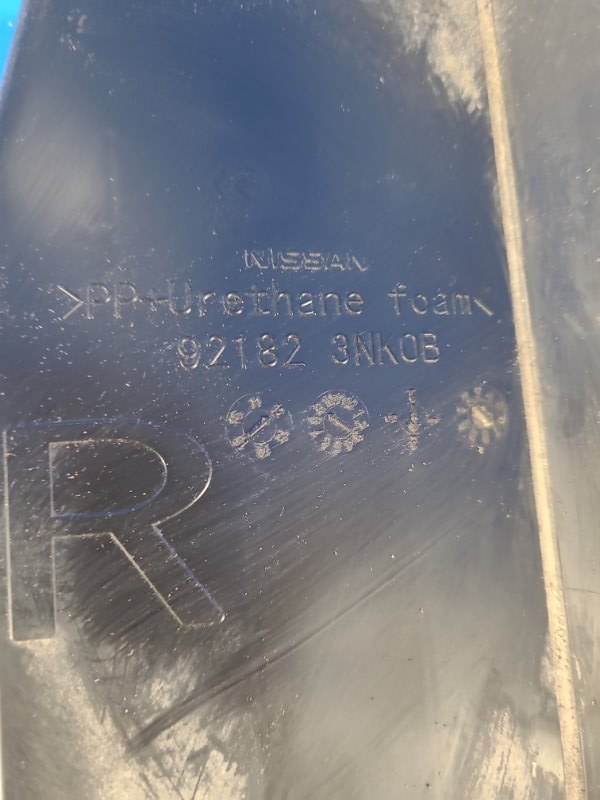 NISSAN
>PP+Urethane foam<
92182 3NK0B
R